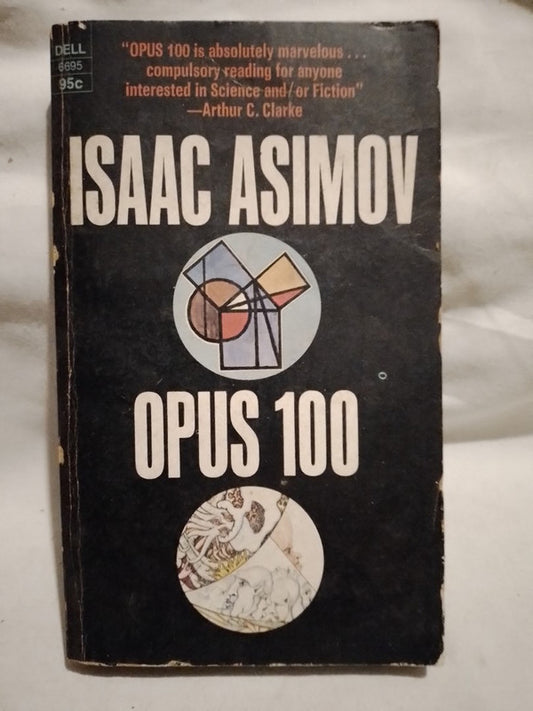 DELL
6695
95c
"OPUS 100 is absolutely marvelous . . .
compulsory reading for anyone
interested in Science and/or Fiction"
—Arthur C. Clarke
ISAAC ASIMOV
OPUS 100